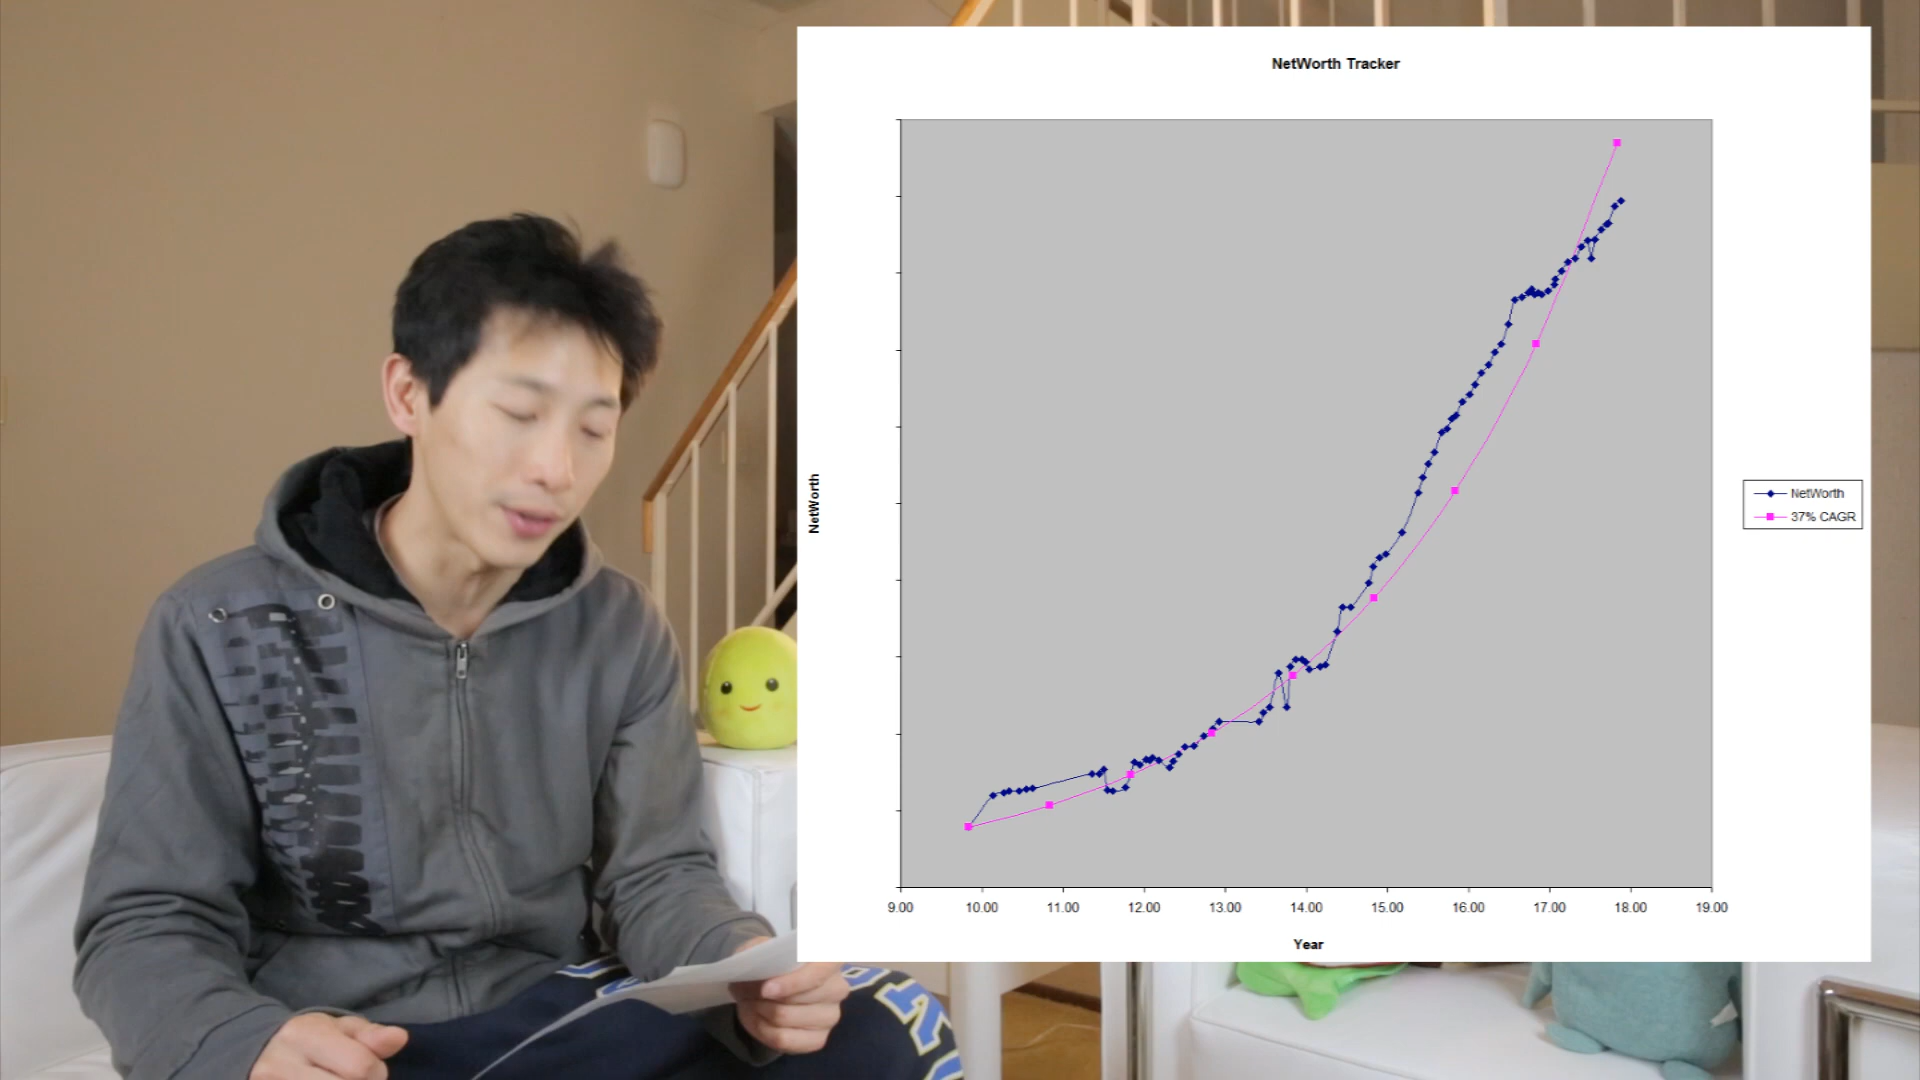 NetWorth Tracker
NetWorth
NetWorth
37% CAGR
9.00 10.00 11.00 12.00 13.00 14.00 15.00 16.00 17.00 18.00 19.00
Year